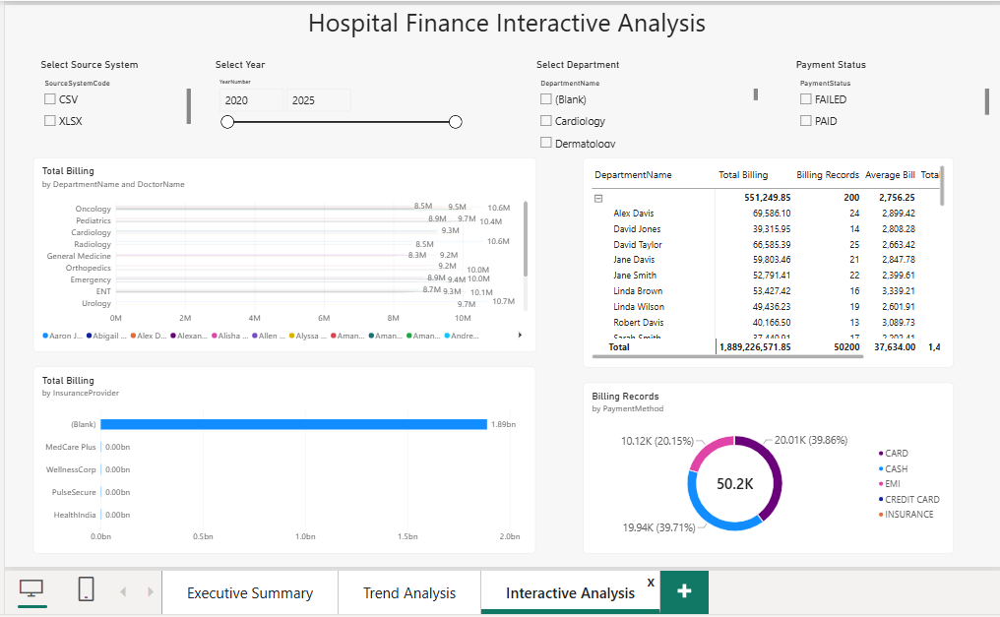 Hospital Finance Interactive Analysis
Select Source System
SourceSystemCode
CSV
XLSX
Select Year
YearNumber
2020 2025
Select Department
DepartmentName
(Blank)
Cardiology
Dermatology
Payment Status
PaymentStatus
FAILED
PAID
Total Billing
by DepartmentName and DoctorName
Oncology 8.5M 9.5M 10.6M
Pediatrics 8.9M 9.7M 10.4M
Cardiology 9.3M
Radiology 8.5M 10.6M
General Medicine 8.3M 9.2M
Orthopedics 9.2M 10.0M
Emergency 8.9M 9.4M 10.0M
ENT 8.7M 9.3M 10.1M
Urology 9.7M 10.7M
0M 2M 4M 6M 8M 10M
Aaron J... Abigail ... Alex D... Alexan... Alisha ... Allen ... Alyssa ... Aman... Aman... Aman... Andre...
DepartmentName Total Billing Billing Records Average Bill Tota
551,249.85 200 2,756.25
Alex Davis 69,586.10 24 2,899.42
David Jones 39,315.95 14 2,808.28
David Taylor 66,585.39 25 2,663.42
Jane Davis 59,803.46 21 2,847.78
Jane Smith 52,791.41 22 2,399.61
Linda Brown 53,427.42 16 3,339.21
Linda Wilson 49,436.23 19 2,601.91
Robert Davis 40,166.50 13 3,089.73
Sarah Smith 37,440.91 17 2,202.41
Total 1,889,226,571.85 50200 37,634.00 1,4
Total Billing
by InsuranceProvider
(Blank) 1.89bn
MedCare Plus 0.00bn
WellnessCorp 0.00bn
PulseSecure 0.00bn
HealthIndia 0.00bn
0.0bn 0.5bn 1.0bn 1.5bn 2.0bn
Billing Records
by PaymentMethod
10.12K (20.15%) 20.01K (39.86%)
50.2K
19.94K (39.71%)
CARD
CASH
EMI
CREDIT CARD
INSURANCE
Executive Summary Trend Analysis Interactive Analysis x +